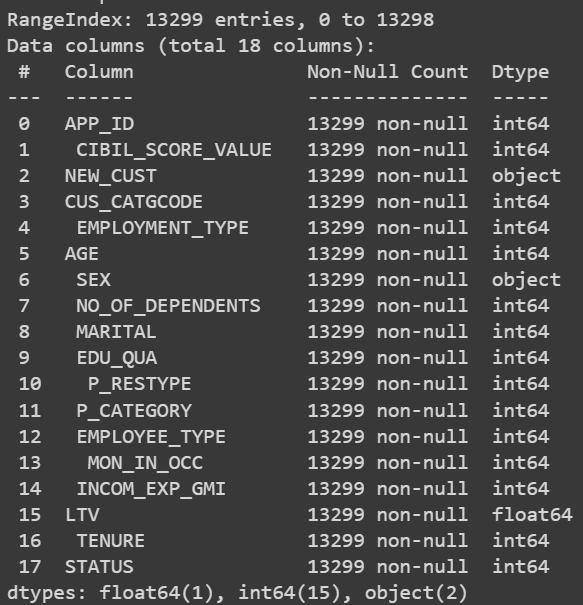 RangeIndex: 13299 entries, 0 to 13298
Data columns (total 18 columns):
 #   Column              Non-Null Count  Dtype
---  ------              --------------  -----
 0   APP_ID              13299 non-null  int64
 1    CIBIL_SCORE_VALUE  13299 non-null  int64
 2   NEW_CUST            13299 non-null  object
 3   CUS_CATGCODE        13299 non-null  int64
 4    EMPLOYMENT_TYPE    13299 non-null  int64
 5   AGE                 13299 non-null  int64
 6    SEX                13299 non-null  object
 7    NO_OF_DEPENDENTS   13299 non-null  int64
 8    MARITAL            13299 non-null  int64
 9    EDU_QUA            13299 non-null  int64
 10    P_RESTYPE         13299 non-null  int64
 11   P_CATEGORY         13299 non-null  int64
 12   EMPLOYEE_TYPE      13299 non-null  int64
 13    MON_IN_OCC        13299 non-null  int64
 14   INCOM_EXP_GMI      13299 non-null  int64
 15  LTV                 13299 non-null  float64
 16   TENURE             13299 non-null  int64
 17  STATUS              13299 non-null  int64
dtypes: float64(1), int64(15), object(2)